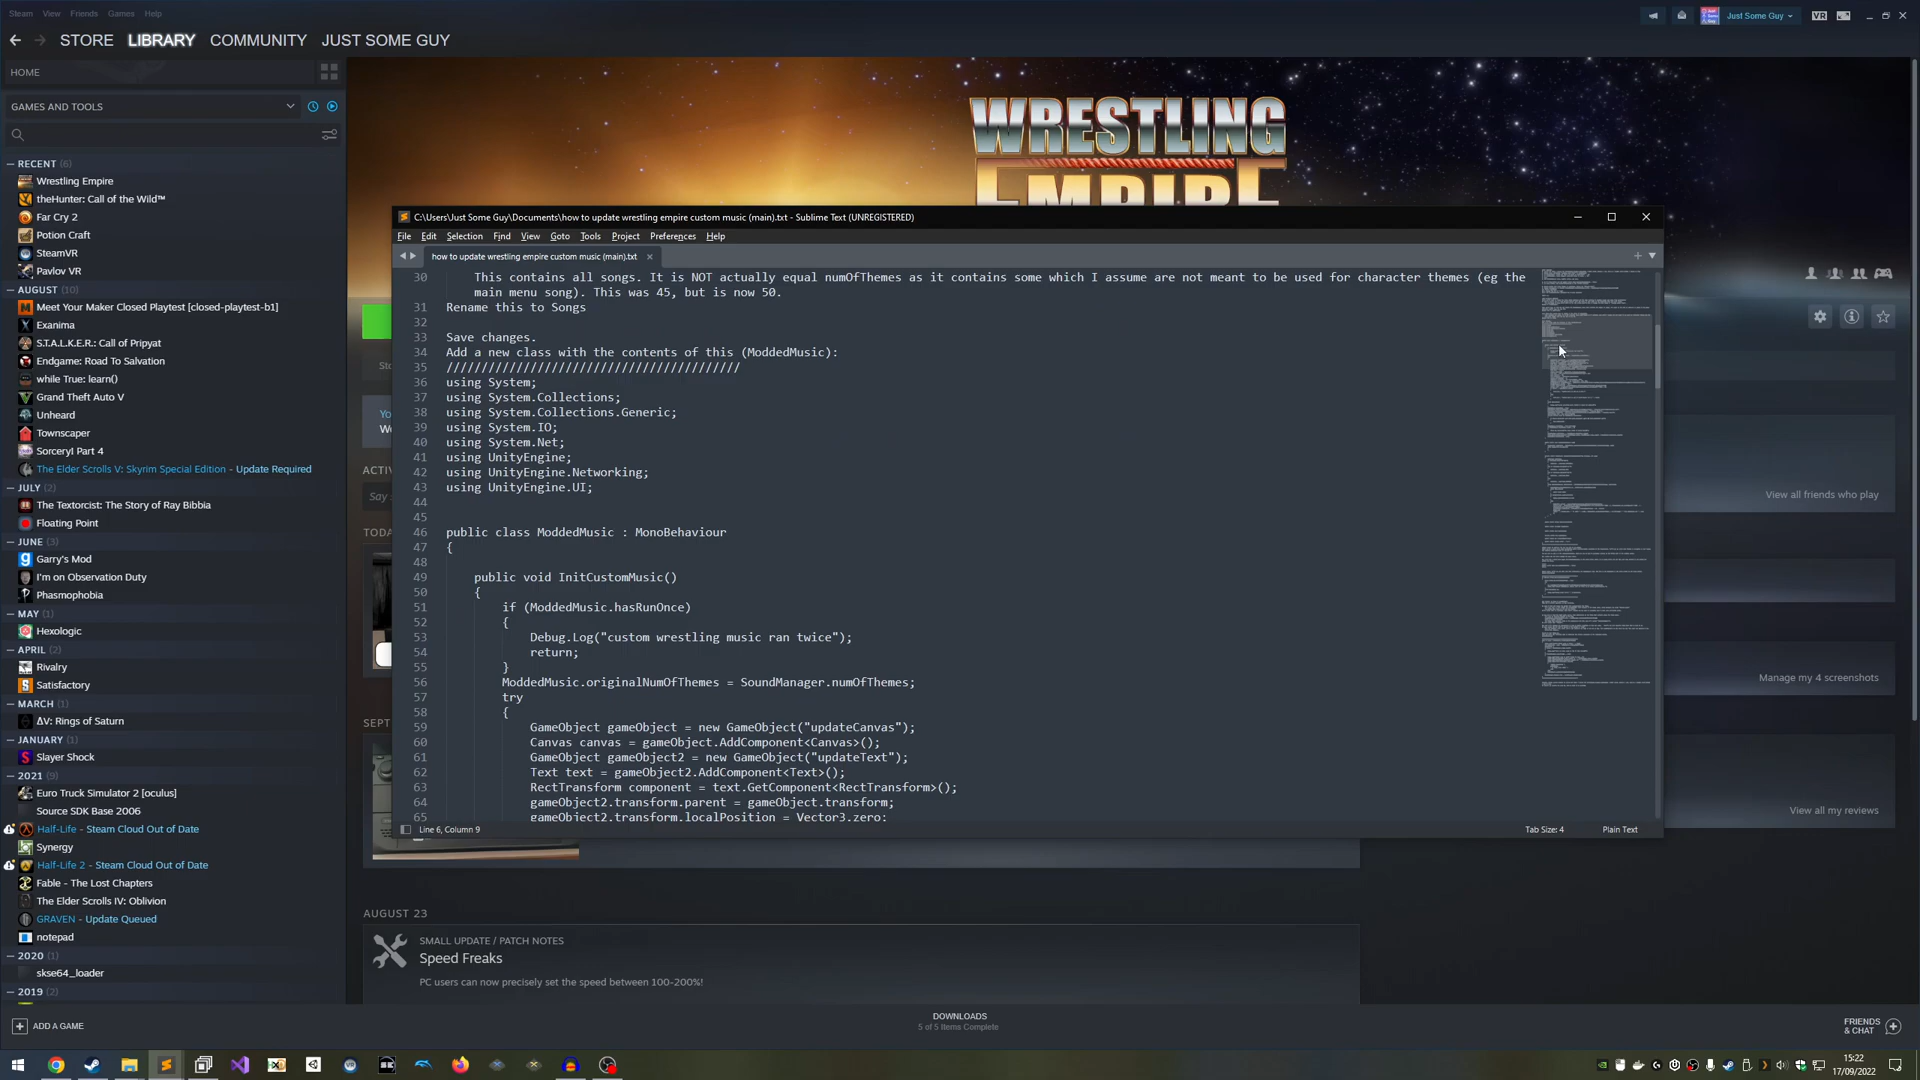 Steam View Friends Games Help
Just Some Guy
VR
STORE LIBRARY COMMUNITY JUST SOME GUY
HOME
GAMES AND TOOLS
RECENT (6)
Wrestling Empire
theHunter: Call of the Wild™
Far Cry 2
Potion Craft
SteamVR
Pavlov VR
AUGUST (10)
Meet Your Maker Closed Playtest [closed-playtest-b1]
Exanima
S.T.A.L.K.E.R.: Call of Pripyat
Endgame: Road To Salvation
while True: learn()
Grand Theft Auto V
Unheard
Townscaper
Sorcery! Part 4
The Elder Scrolls V: Skyrim Special Edition - Update Required
JULY (2)
The Textorcist: The Story of Ray Bibbia
Floating Point
JUNE (3)
Garry's Mod
I'm on Observation Duty
Phasmophobia
MAY (1)
Hexologic
APRIL (2)
Rivalry
Satisfactory
MARCH (1)
ΔV: Rings of Saturn
JANUARY (1)
Slayer Shock
2021 (9)
Euro Truck Simulator 2 [oculus]
Source SDK Base 2006
Half-Life - Steam Cloud Out of Date
Synergy
Half-Life 2 - Steam Cloud Out of Date
Fable - The Lost Chapters
The Elder Scrolls IV: Oblivion
GRAVEN - Update Queued
notepad
2020 (1)
skse64_loader
2019 (2)
ADD A GAME
WRESTLING
EMPIRE
C:\Users\Just Some Guy\Documents\how to update wrestling empire custom music (main).txt - Sublime Text (UNREGISTERED)
File Edit Selection Find View Goto Tools Project Preferences Help
how to update wrestling empire custom music (main).txt
30 This contains all songs. It is NOT actually equal numOfThemes as it contains some which I assume are not meant to be used for character themes (eg the
main menu song). This was 45, but is now 50.
31 Rename this to Songs
32
33 Save changes.
34 Add a new class with the contents of this (ModdedMusic):
35 //////////////////////////////////////////
36 using System;
37 using System.Collections;
38 using System.Collections.Generic;
39 using System.IO;
40 using System.Net;
41 using UnityEngine;
42 using UnityEngine.Networking;
43 using UnityEngine.UI;
44
45
46 public class ModdedMusic : MonoBehaviour
47 {
48
49 public void InitCustomMusic()
50 {
51 if (ModdedMusic.hasRunOnce)
52 {
53 Debug.Log("custom wrestling music ran twice");
54 return;
55 }
56 ModdedMusic.originalNumOfThemes = SoundManager.numOfThemes;
57 try
58 {
59 GameObject gameObject = new GameObject("updateCanvas");
60 Canvas canvas = gameObject.AddComponent<Canvas>();
61 GameObject gameObject2 = new GameObject("updateText");
62 Text text = gameObject2.AddComponent<Text>();
63 RectTransform component = text.GetComponent<RectTransform>();
64 gameObject2.transform.parent = gameObject.transform;
65 gameObject2.transform.localPosition = Vector3.zero;
Line 6, Column 9
Tab Size: 4
Plain Text
View all friends who play
Manage my 4 screenshots
View all my reviews
AUGUST 23
SMALL UPDATE / PATCH NOTES
Speed Freaks
PC users can now precisely set the speed between 100-200%!
DOWNLOADS
5 of 5 Items Complete
FRIENDS
& CHAT
15:22
17/09/2022